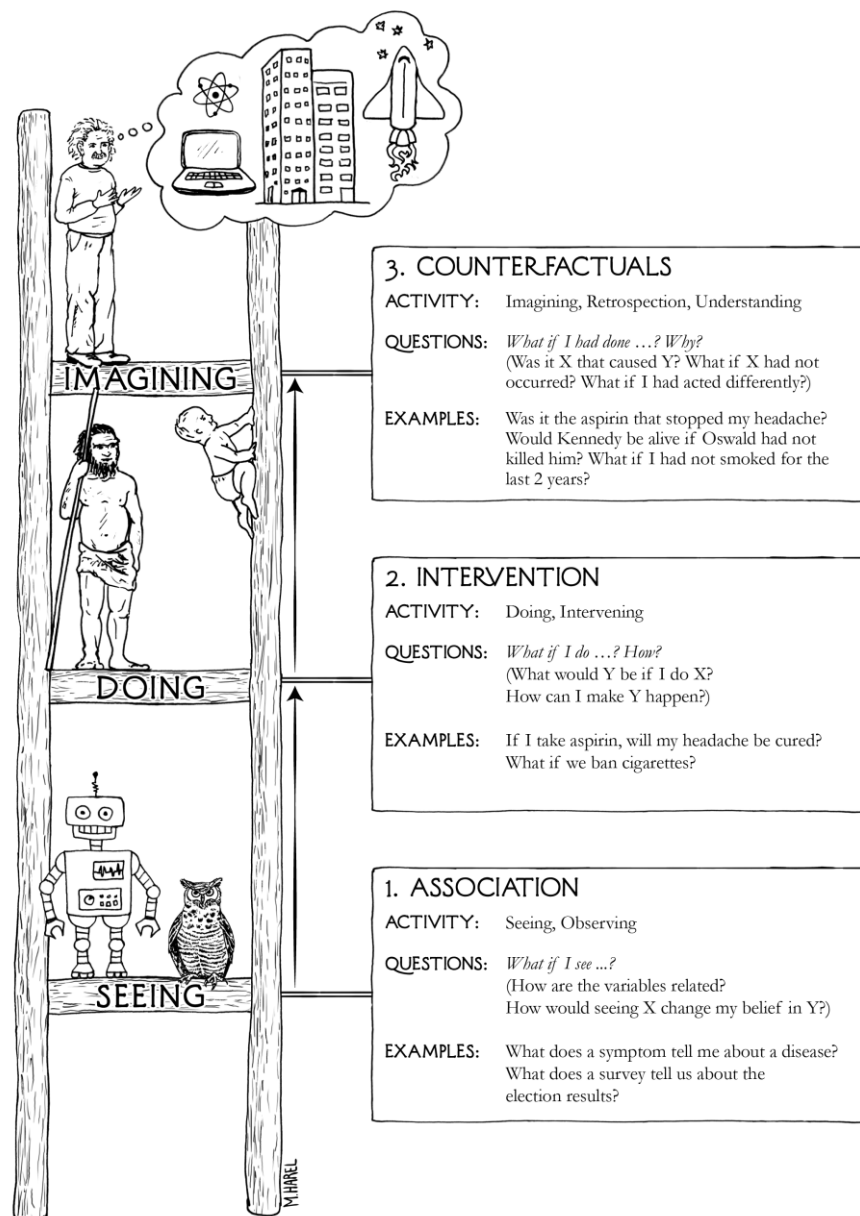 3. COUNTERFACTUALS
ACTIVITY: Imagining, Retrospection, Understanding
QUESTIONS: What if I had done …? Why?
(Was it X that caused Y? What if X had not
occurred? What if I had acted differently?)
EXAMPLES: Was it the aspirin that stopped my headache?
Would Kennedy be alive if Oswald had not
killed him? What if I had not smoked for the
last 2 years?
IMAGINING
2. INTERVENTION
ACTIVITY: Doing, Intervening
QUESTIONS: What if I do …? How?
(What would Y be if I do X?
How can I make Y happen?)
EXAMPLES: If I take aspirin, will my headache be cured?
What if we ban cigarettes?
DOING
1. ASSOCIATION
ACTIVITY: Seeing, Observing
QUESTIONS: What if I see ...?
(How are the variables related?
How would seeing X change my belief in Y?)
EXAMPLES: What does a symptom tell me about a disease?
What does a survey tell us about the
election results?
SEEING
M.HAREL